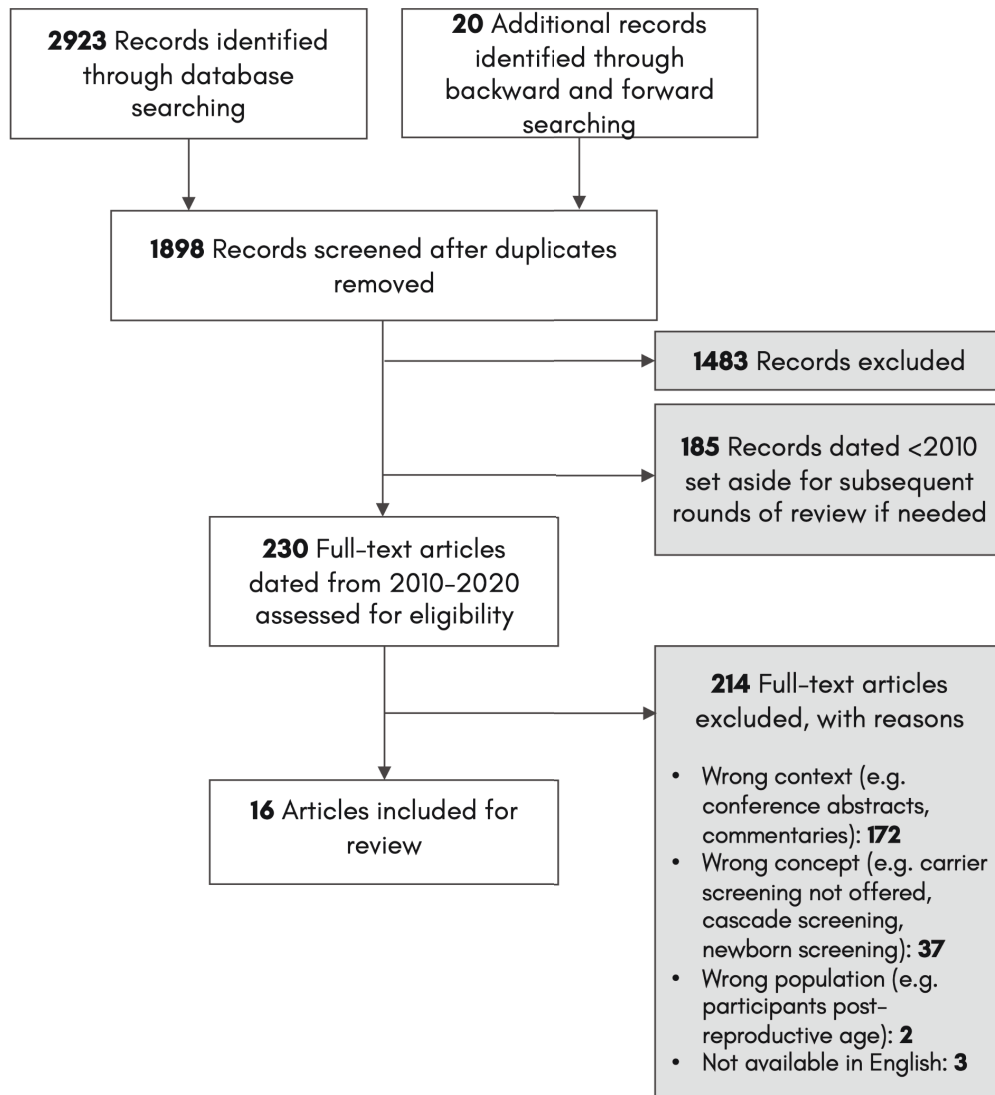 2923 Records identified
through database
searching
20 Additional records
identified through
backward and forward
searching
1898 Records screened after duplicates
removed
1483 Records excluded
185 Records dated <2010
set aside for subsequent
rounds of review if needed
230 Full-text articles
dated from 2010-2020
assessed for eligibility
214 Full-text articles
excluded, with reasons
• Wrong context (e.g.
conference abstracts,
commentaries): 172
• Wrong concept (e.g. carrier
screening not offered,
cascade screening,
newborn screening): 37
• Wrong population (e.g.
participants post-
reproductive age): 2
• Not available in English: 3
16 Articles included for
review